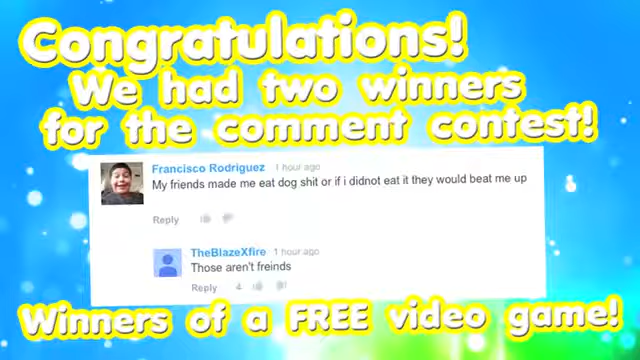 Congratulations!
We had two winners
for the comment contest!
Francisco Rodriguez 1 hour ago
My friends made me eat dog shit or if i didnot eat it they would beat me up
Reply
TheBlazeXfire 1 hour ago
Those aren't freinds
Reply 4
Winners of a FREE video game!